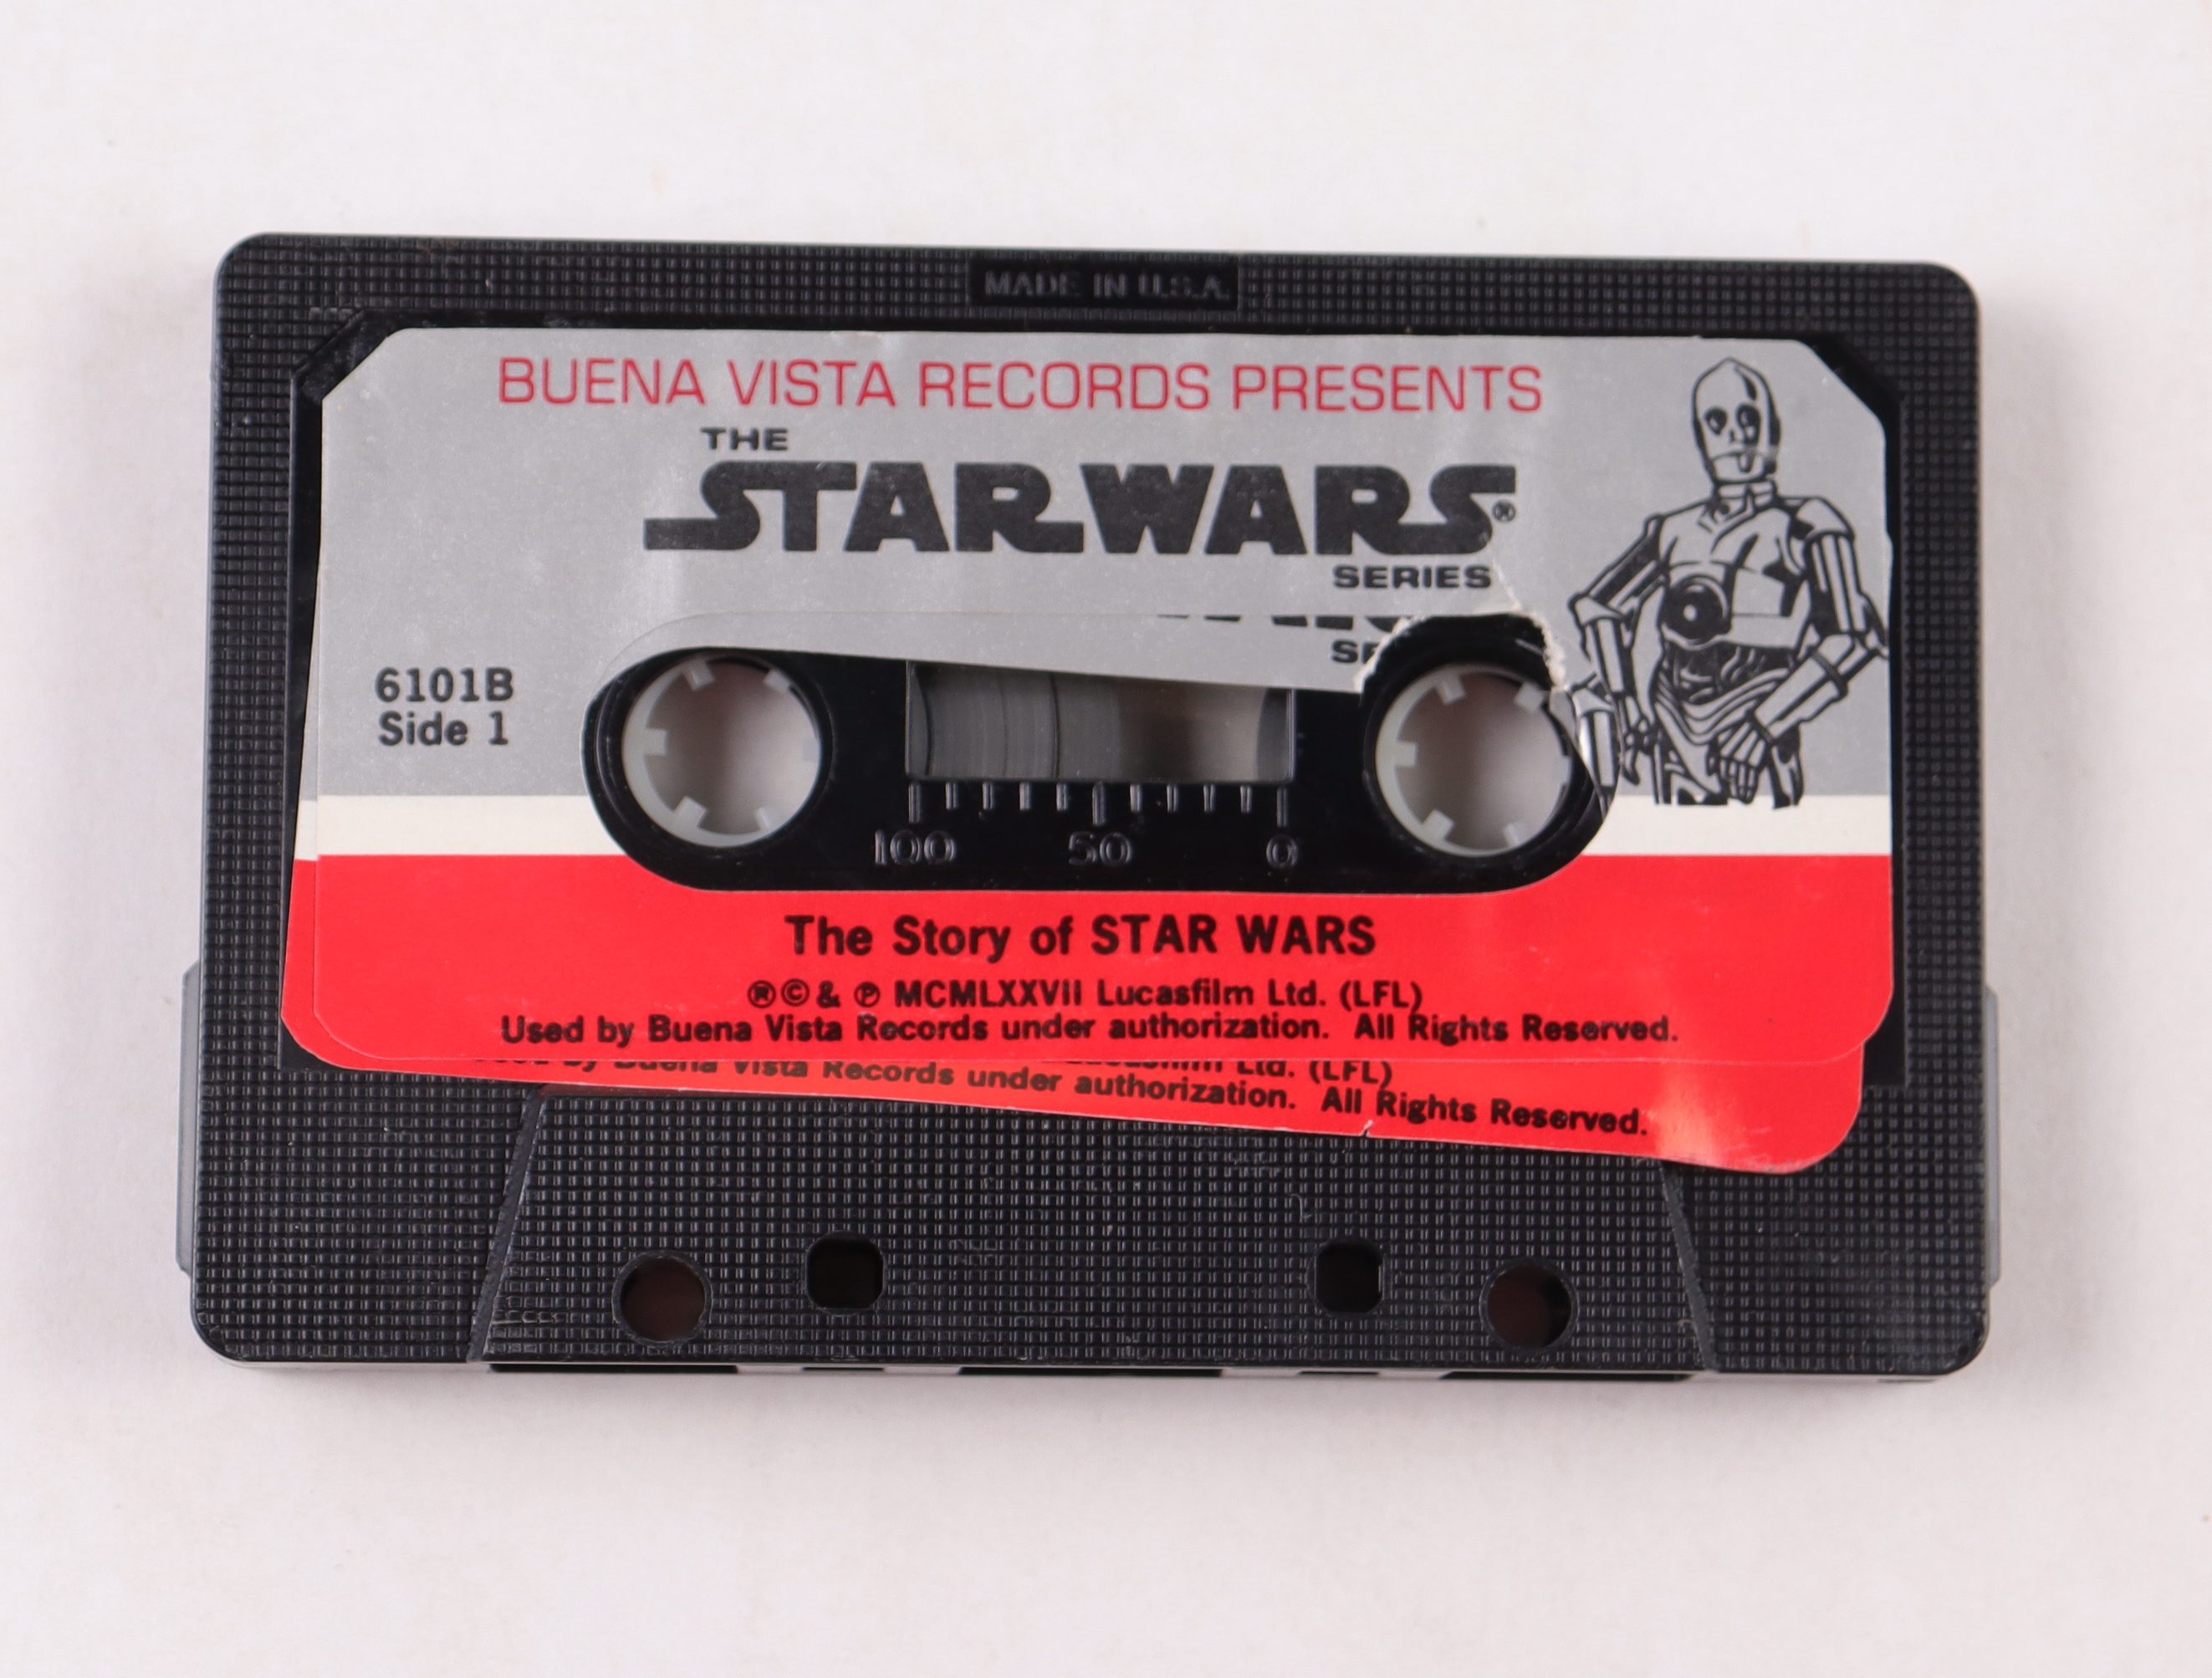 MADE IN U.S.A.
BUENA VISTA RECORDS PRESENTS
THE
STAR WARS®
SERIES
SE
6101B
Side 1
100 50 0
The Story of STAR WARS
®©& ℗ MCMLXXVII Lucasfilm Ltd. (LFL)
Used by Buena Vista Records under authorization. All Rights Reserved.
Ltd. (LFL)
by Buena Vista Records under authorization. All Rights Reserved.